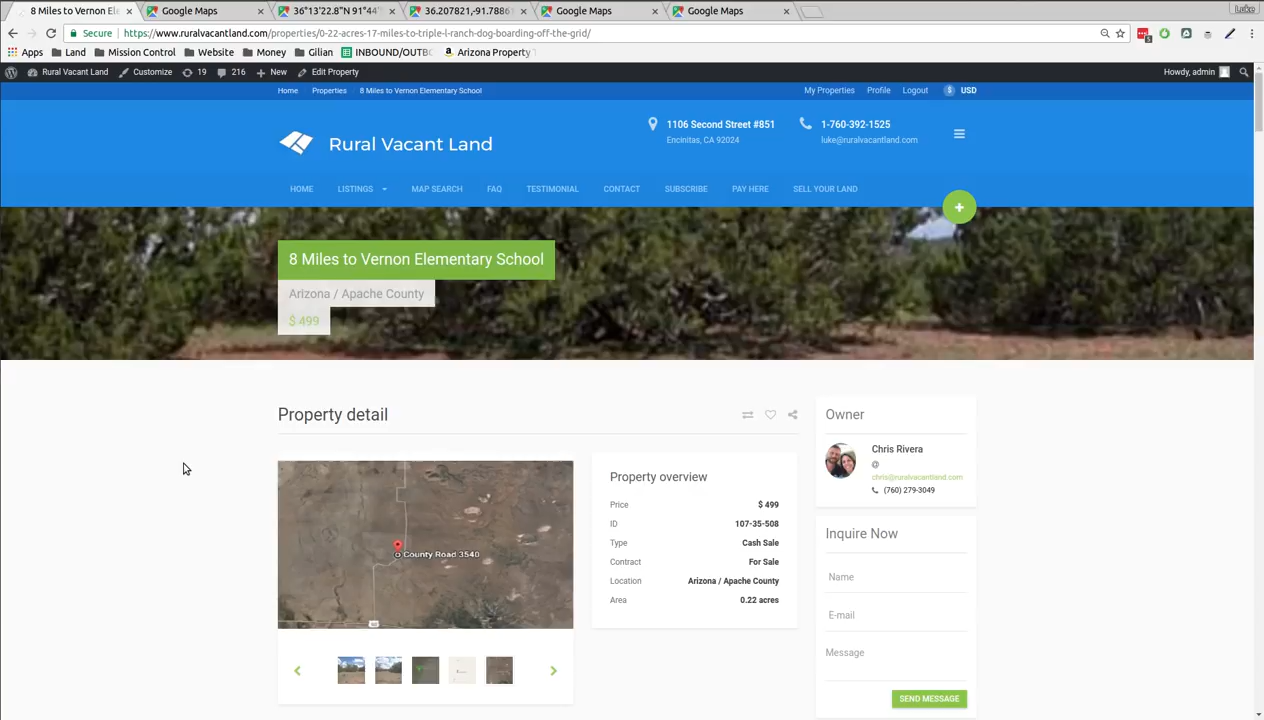 8 Miles to Vernon El
Google Maps
36°13'22.8"N 91°44'
36.207821,-91.7886
Google Maps
Google Maps
Secure
https://www.ruralvacantland.com/properties/0-22-acres-17-miles-to-triple-l-ranch-dog-boarding-off-the-grid/
Apps Land Mission Control Website Money Gilian INBOUND/OUTB Arizona Property
Rural Vacant Land Customize 19 216 New Edit Property Howdy, admin
Home Properties / 8 Miles to Vernon Elementary School My Properties Profile Logout $ USD
Rural Vacant Land
1106 Second Street #851
Encinitas, CA 92024
1-760-392-1525
luke@ruralvacantland.com
HOME LISTINGS MAP SEARCH FAQ TESTIMONIAL CONTACT SUBSCRIBE PAY HERE SELL YOUR LAND
+
8 Miles to Vernon Elementary School
Arizona / Apache County
$ 499
Property detail
County Road 3540
Property overview
Price $ 499
ID 107-35-508
Type Cash Sale
Contract For Sale
Location Arizona / Apache County
Area 0.22 acres
Owner
Chris Rivera
@
chris@ruralvacantland.com
(760) 279-3049
Inquire Now
Name
E-mail
Message
SEND MESSAGE